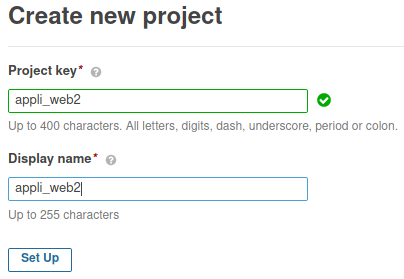 Create new project
Project key*
appli_web2
Up to 400 characters. All letters, digits, dash, underscore, period or colon.
Display name*
appli_web2
Up to 255 characters
Set Up